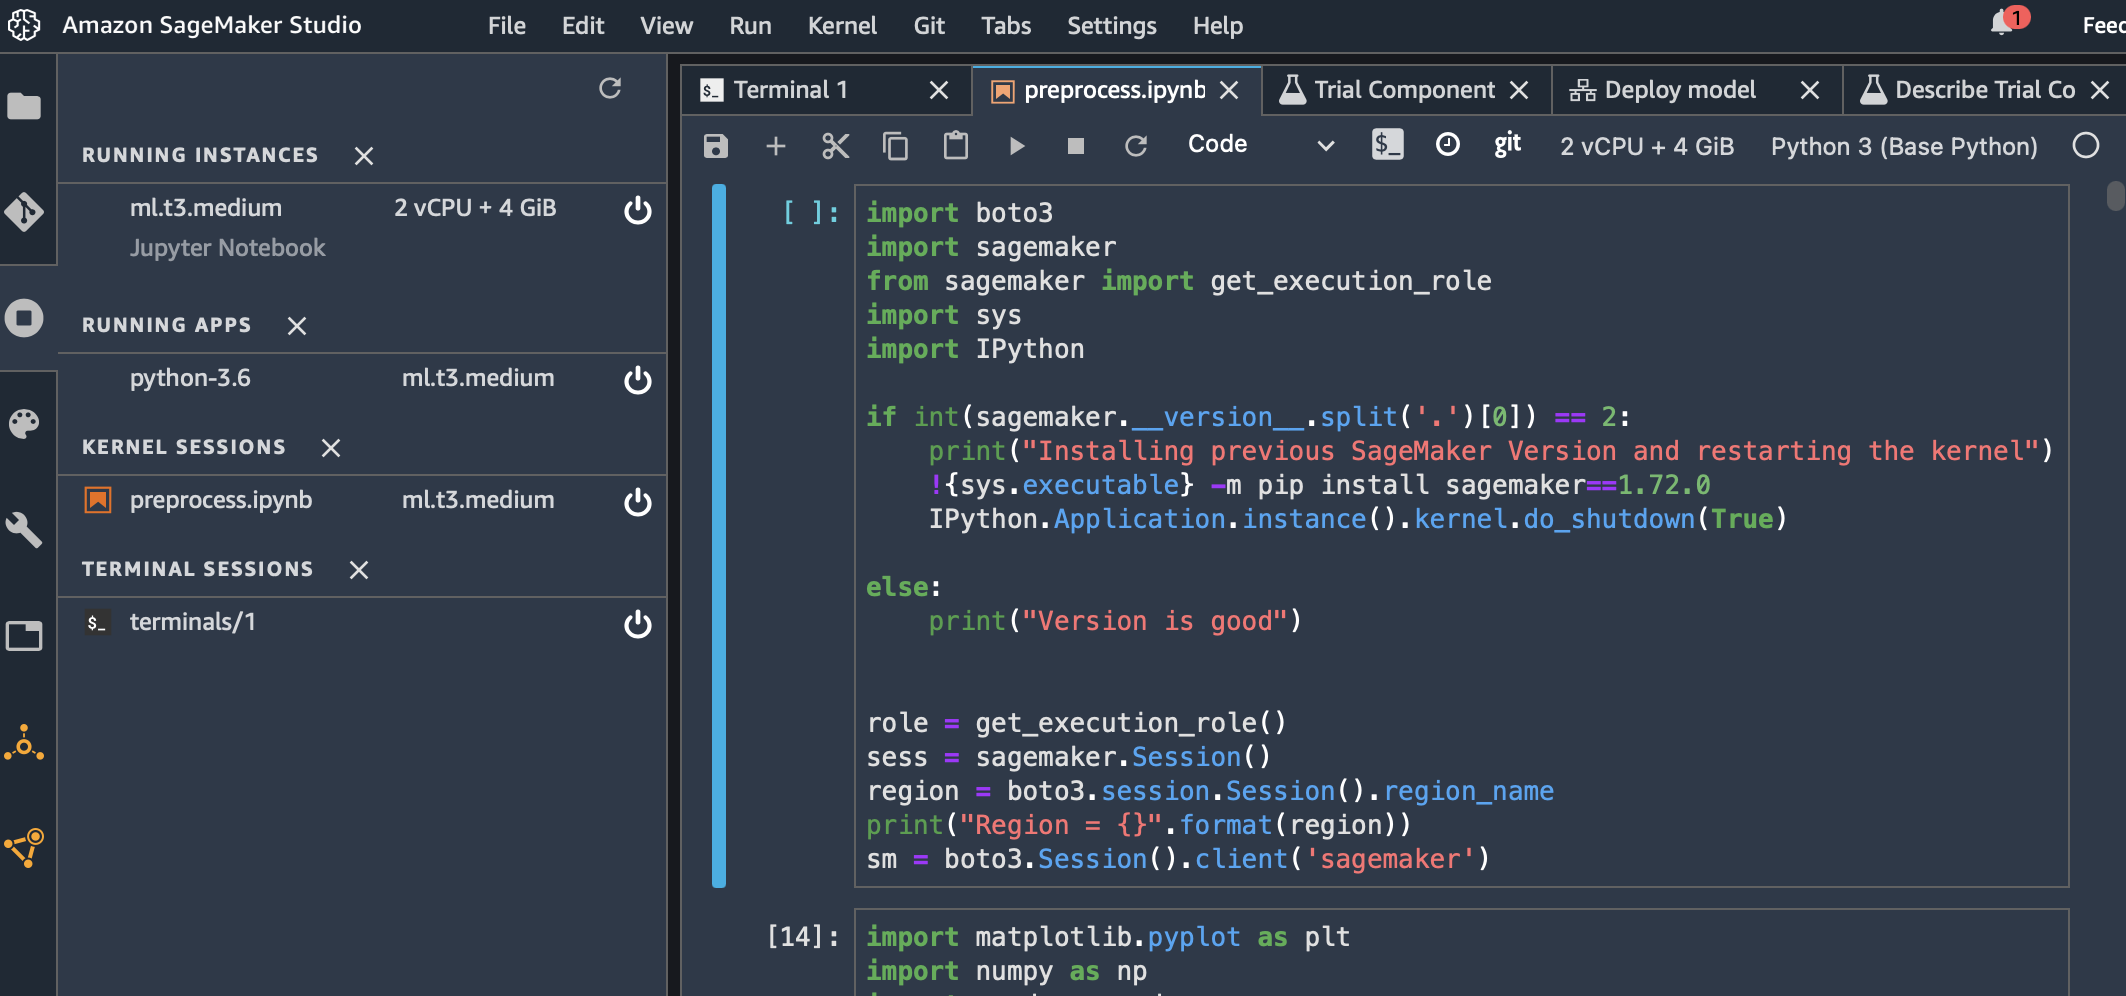 Amazon SageMaker Studio File Edit View Run Kernel Git Tabs Settings Help 1
RUNNING INSTANCES
ml.t3.medium 2 vCPU + 4 GiB
Jupyter Notebook
RUNNING APPS
python-3.6 ml.t3.medium
KERNEL SESSIONS
preprocess.ipynb ml.t3.medium
TERMINAL SESSIONS
$_ terminals/1
$_ Terminal 1 preprocess.ipynb Trial Component Deploy model Describe Trial Co
Code $_ git 2 vCPU + 4 GiB Python 3 (Base Python)
[ ]: import boto3
import sagemaker
from sagemaker import get_execution_role
import sys
import IPython
if int(sagemaker.__version__.split('.')[0]) == 2:
print("Installing previous SageMaker Version and restarting the kernel")
!{sys.executable} -m pip install sagemaker==1.72.0
IPython.Application.instance().kernel.do_shutdown(True)
else:
print("Version is good")
role = get_execution_role()
sess = sagemaker.Session()
region = boto3.session.Session().region_name
print("Region = {}".format(region))
sm = boto3.Session().client('sagemaker')
[14]: import matplotlib.pyplot as plt
import numpy as np